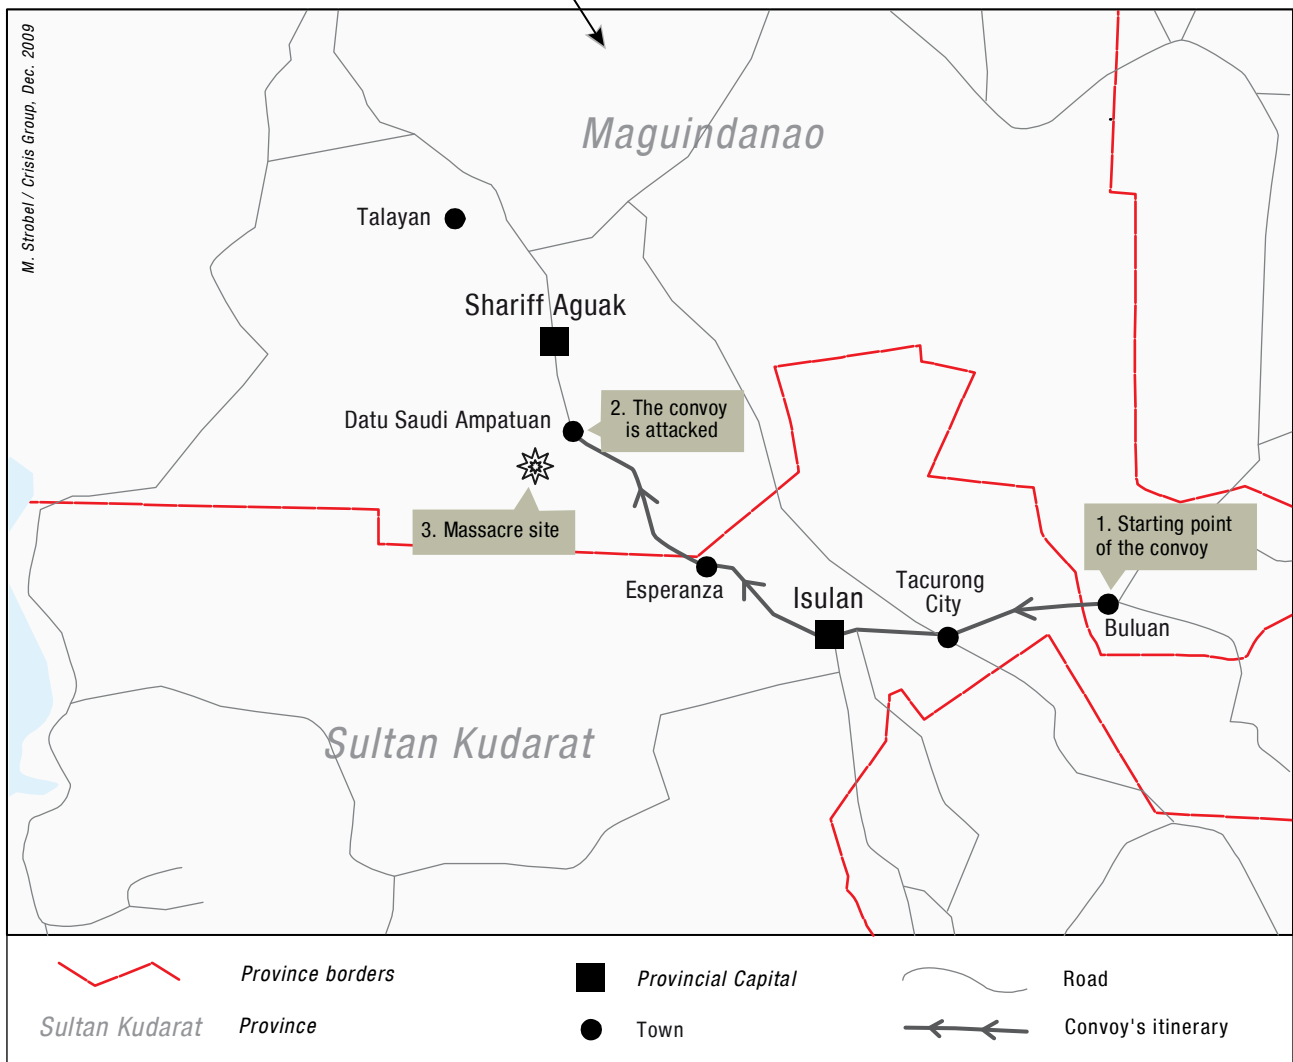 M. Strobel / Crisis Group, Dec. 2009
Maguindanao
Talayan
Shariff Aguak
Datu Saudi Ampatuan
2. The convoy
is attacked
3. Massacre site
1. Starting point
of the convoy
Esperanza
Isulan
Tacurong
City
Buluan
Sultan Kudarat
Province borders
Provincial Capital
Road
Sultan Kudarat
Province
Town
Convoy's itinerary